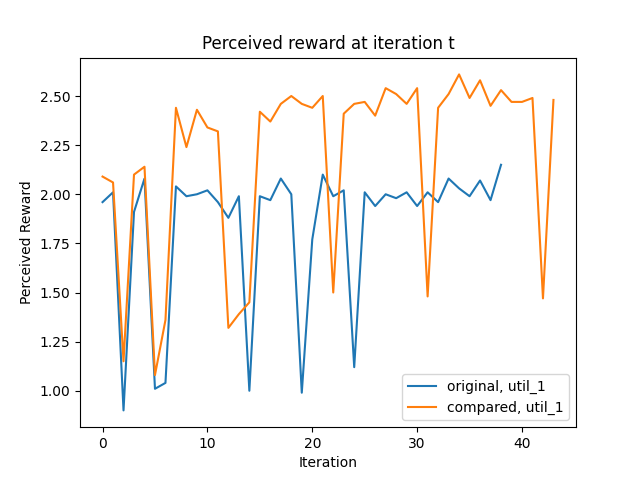 Perceived reward at iteration t
Perceived Reward
2.50
2.25
2.00
1.75
1.50
1.25
1.00
0 10 20 30 40
Iteration
original, util_1
compared, util_1